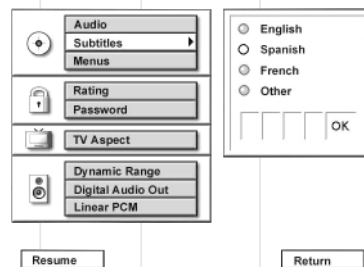 Audio
Subtitles
Menus
Rating
Password
TV Aspect
Dynamic Range
Digital Audio Out
Linear PCM
English
Spanish
French
Other
OK
Resume
Return